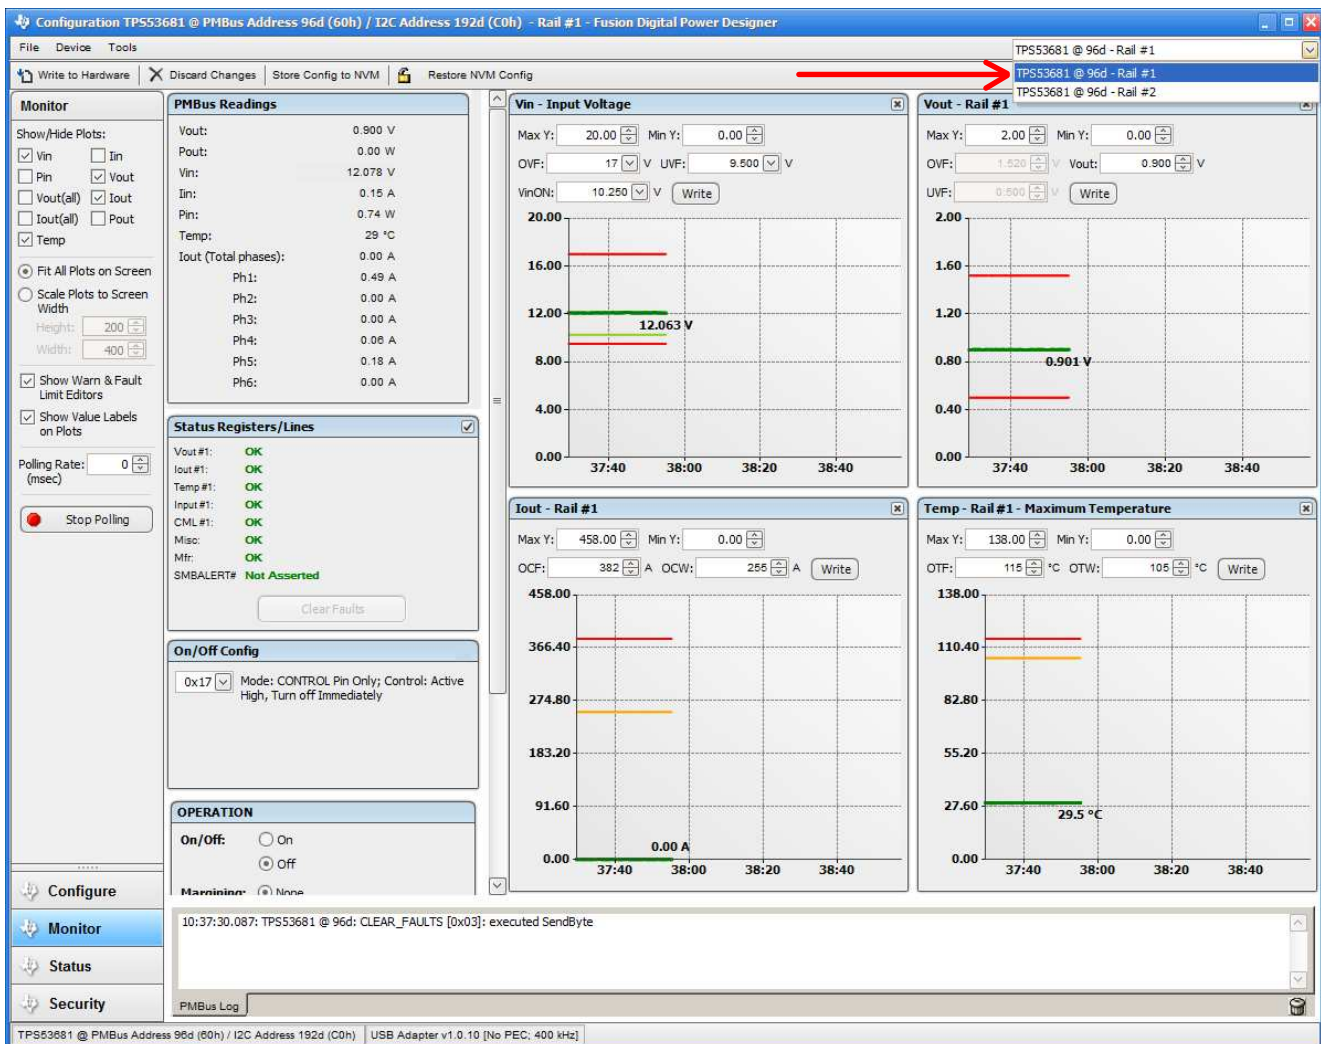 Configuration TPS53681 @ PMBus Address 96d (60h) / I2C Address 192d (C0h) - Rail #1 - Fusion Digital Power Designer
File Device Tools
TPS53681 @ 96d - Rail #1
Write to Hardware Discard Changes Store Config to NVM Restore NVM Config
TPS53681 @ 96d - Rail #1
TPS53681 @ 96d - Rail #2
Monitor
Show/Hide Plots:
Vin Iin
Pin Vout
Vout(all) Iout
Iout(all) Pout
Temp
Fit All Plots on Screen
Scale Plots to Screen
Width
Height: 200
Width: 400
Show Warn & Fault
Limit Editors
Show Value Labels
on Plots
Polling Rate: 0
(msec)
Stop Polling
Configure
Monitor
Status
Security
PMBus Readings
Vout: 0.900 V
Pout: 0.00 W
Vin: 12.078 V
Iin: 0.15 A
Pin: 0.74 W
Temp: 29 °C
Iout (Total phases): 0.00 A
Ph1: 0.49 A
Ph2: 0.00 A
Ph3: 0.00 A
Ph4: 0.06 A
Ph5: 0.18 A
Ph6: 0.00 A
Status Registers/Lines
Vout #1: OK
Iout #1: OK
Temp #1: OK
Input #1: OK
CML #1: OK
Misc: OK
Mfr: OK
SMBALERT# Not Asserted
Clear Faults
On/Off Config
0x17 Mode: CONTROL Pin Only; Control: Active
High, Turn off Immediately
OPERATION
On/Off: On
Off
Margining: None
Vin - Input Voltage
Max Y: 20.00 Min Y: 0.00
OVF: 17 V UVF: 9.500 V
VinON: 10.250 V Write
20.00
16.00
12.00
12.063 V
8.00
4.00
0.00
37:40 38:00 38:20 38:40
Vout - Rail #1
Max Y: 2.00 Min Y: 0.00
OVF: 1.520 V Vout: 0.900 V
UVF: 0.500 V Write
2.00
1.60
1.20
0.80
0.901 V
0.40
0.00
37:40 38:00 38:20 38:40
Iout - Rail #1
Max Y: 458.00 Min Y: 0.00
OCF: 382 A OCW: 255 A Write
458.00
366.40
274.80
183.20
91.60
0.00 A
0.00
37:40 38:00 38:20 38:40
Temp - Rail #1 - Maximum Temperature
Max Y: 138.00 Min Y: 0.00
OTF: 115 °C OTW: 105 °C Write
138.00
110.40
82.80
55.20
27.60
29.5 °C
0.00
37:40 38:00 38:20 38:40
10:37:30.087: TPS53681 @ 96d: CLEAR_FAULTS [0x03]: executed SendByte
PMBus Log
TPS53681 @ PMBus Address 96d (60h) / I2C Address 192d (C0h) USB Adapter v1.0.10 [No PEC; 400 kHz]